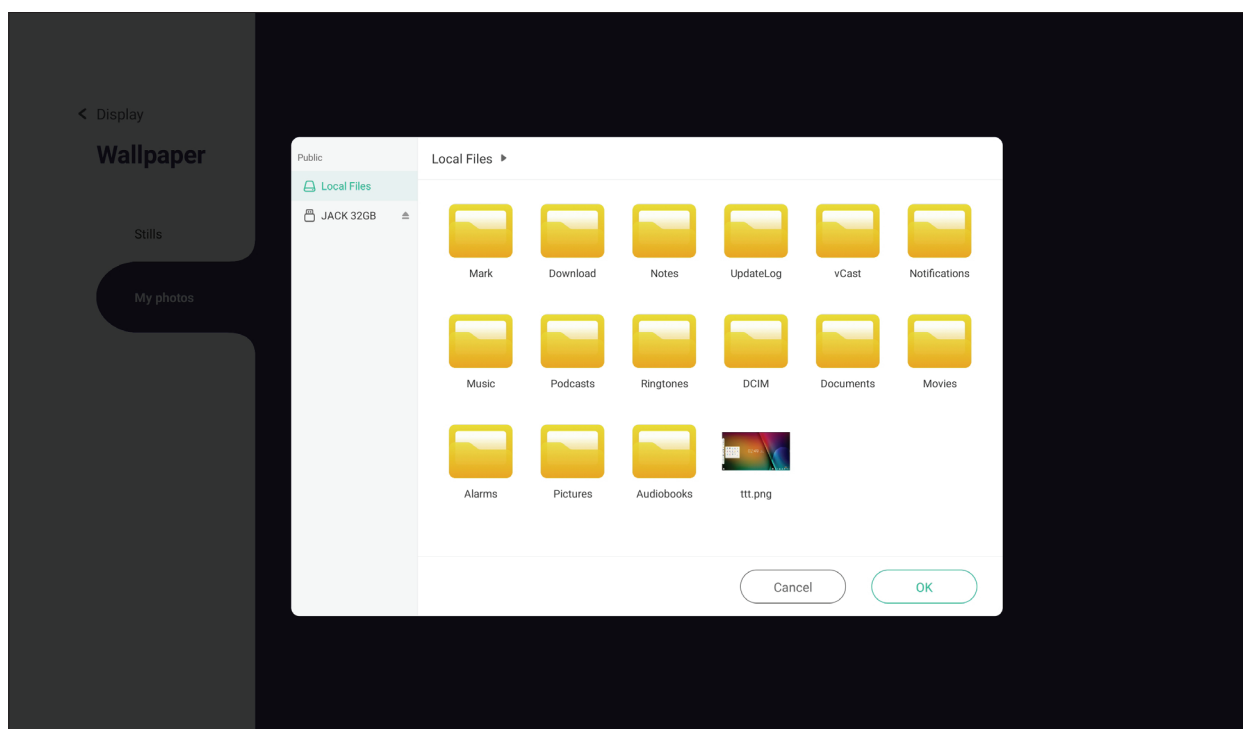 Display
Wallpaper
Stills
My photos
Public
Local Files
JACK 32GB
Local Files
Mark Download Notes UpdateLog vCast Notifications
Music Podcasts Ringtones DCIM Documents Movies
Alarms Pictures Audiobooks ttt.png
Cancel OK